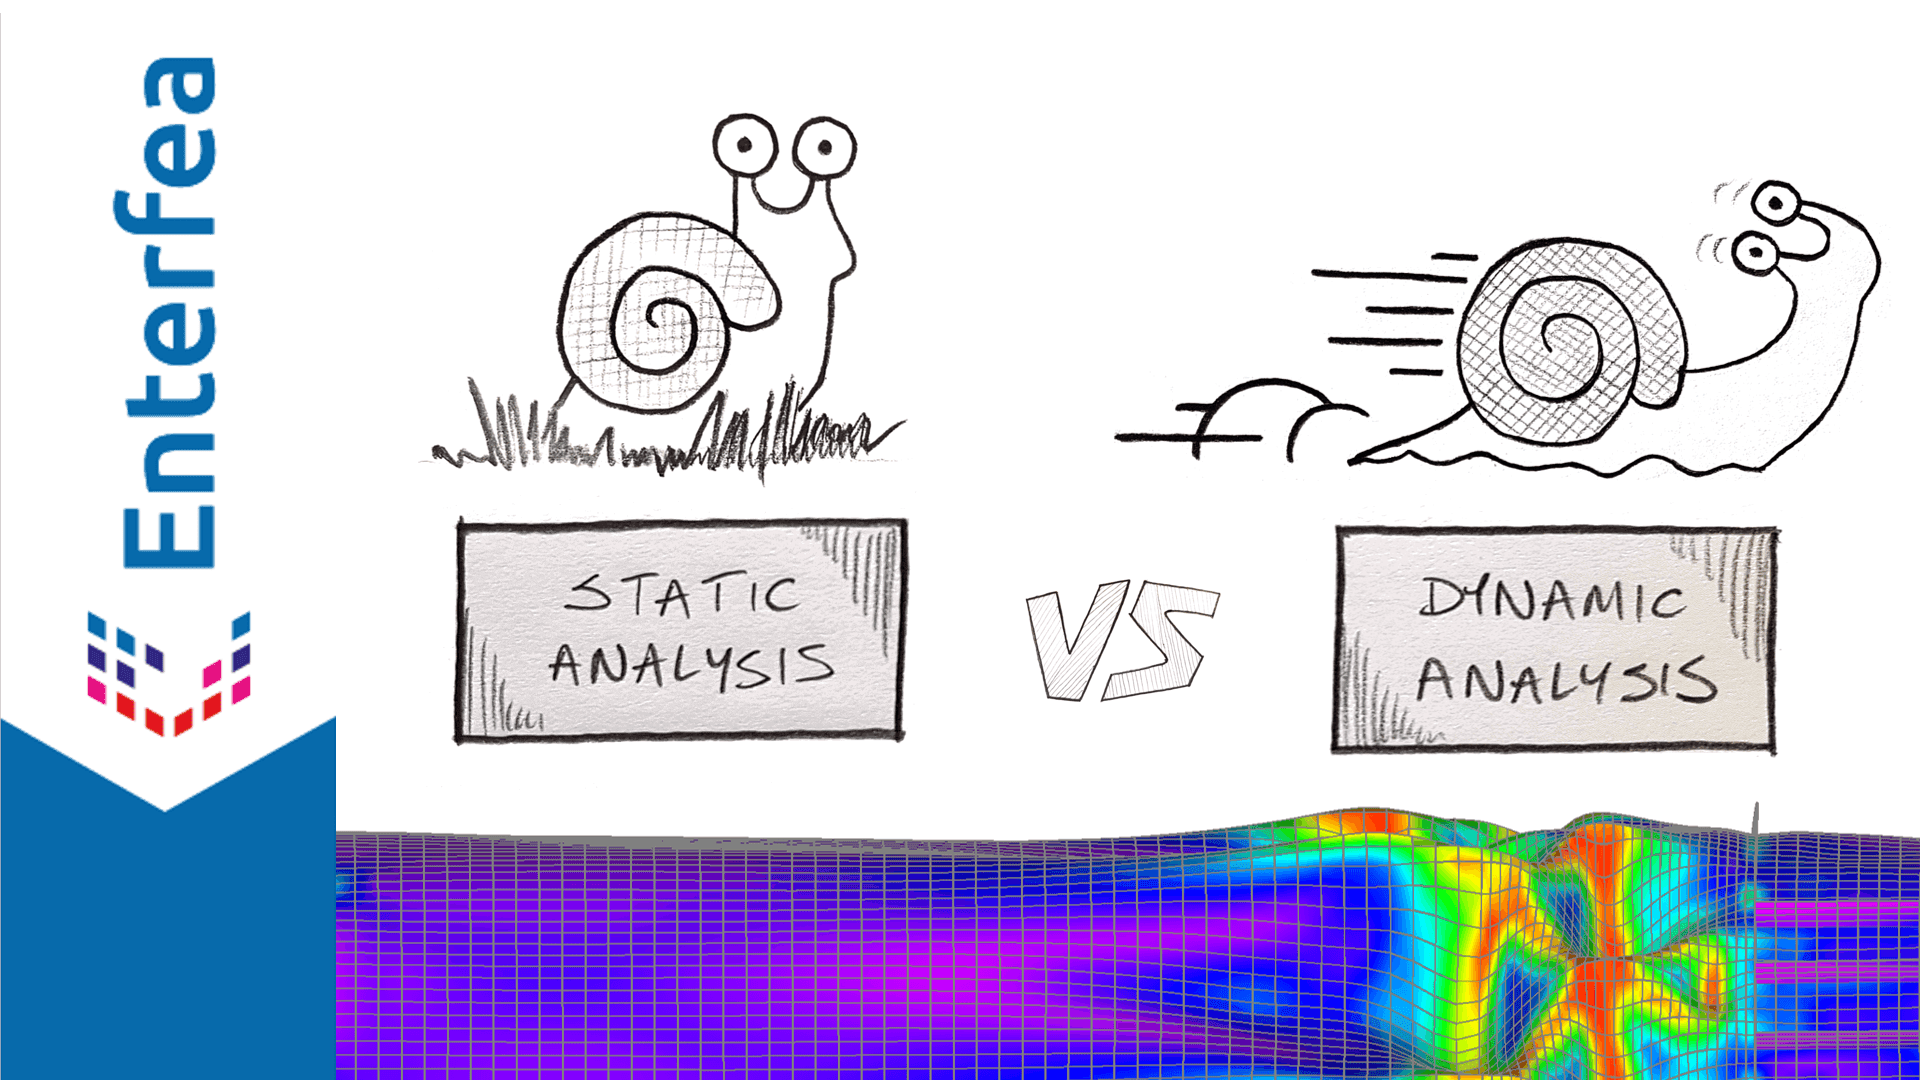 Enterfea
STATIC
ANALYSIS
VS
DYNAMIC
ANALYSIS